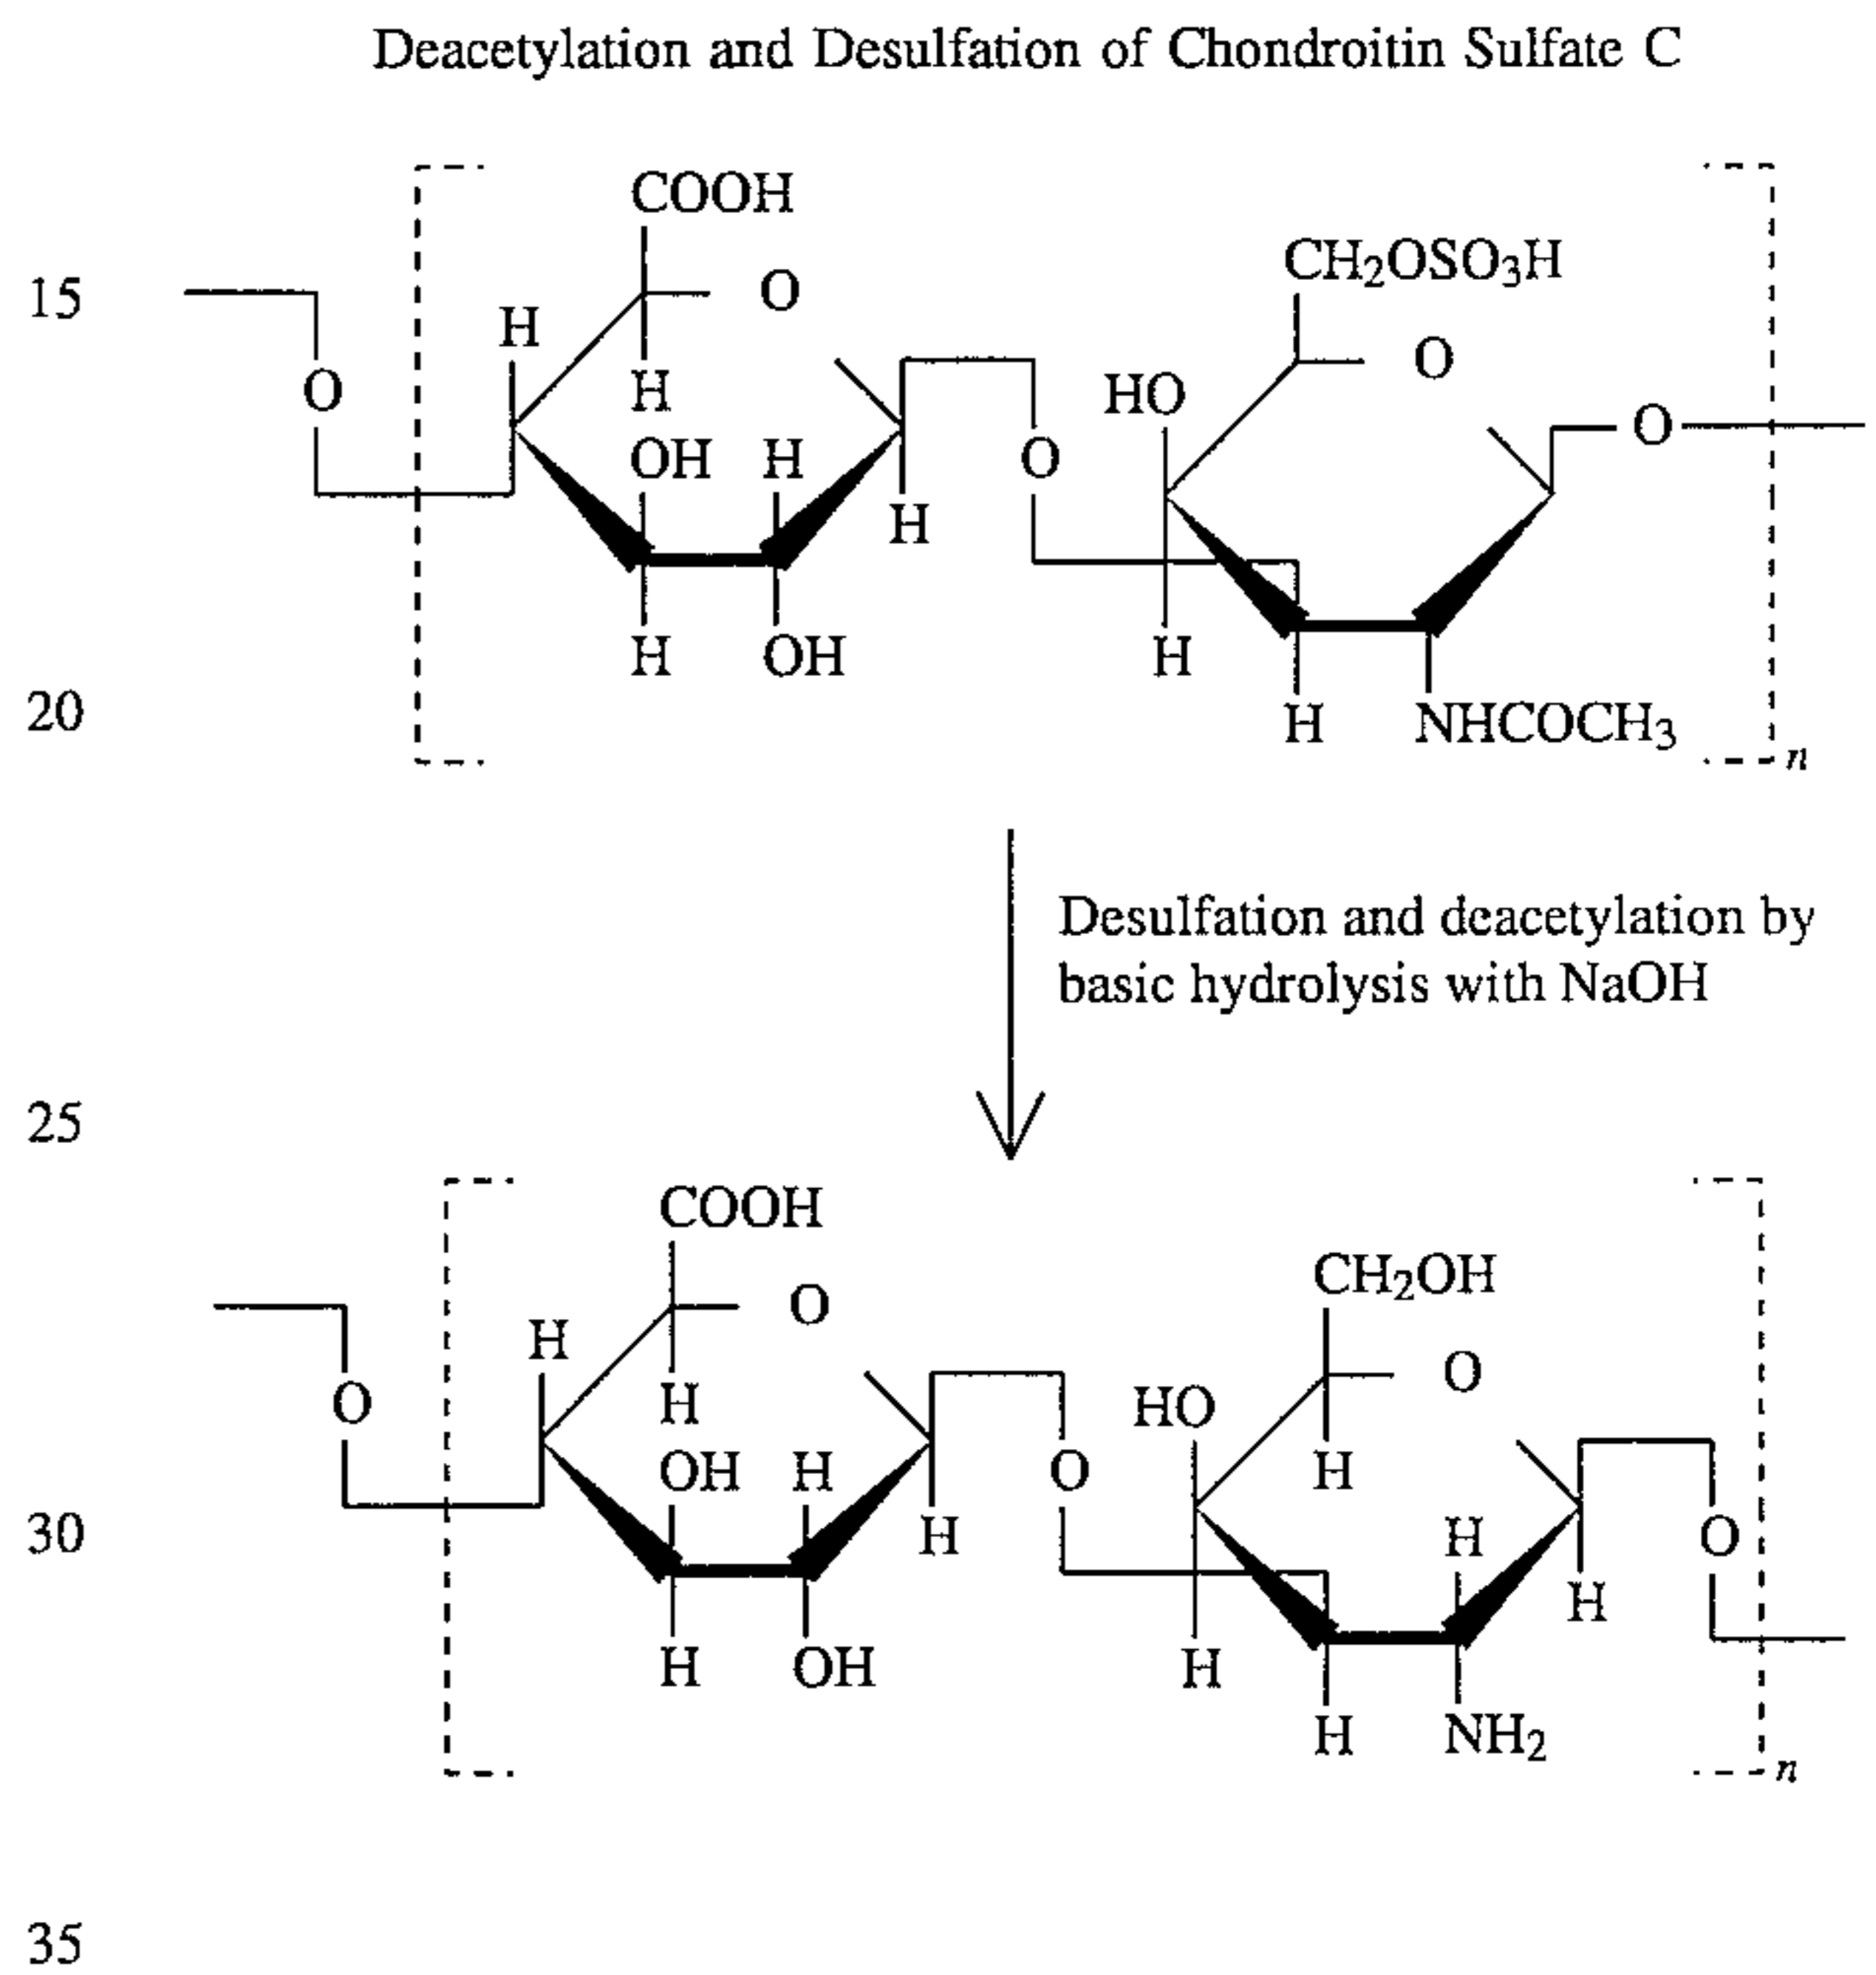 Deacetylation and Desulfation of Chondroitin Sulfate C
COOH
CH₂OSO₃H
15
O
O
H
O
HO
H
O
OH
H
O
H
H
OH
H
20
H
NHCOCH₃
n
Desulfation and deacetylation by
basic hydrolysis with NaOH
25
COOH
CH₂OH
O
H
O
O
H
HO
OH
H
O
H
30
H
H
O
H
H
OH
H
H
NH₂
n
35